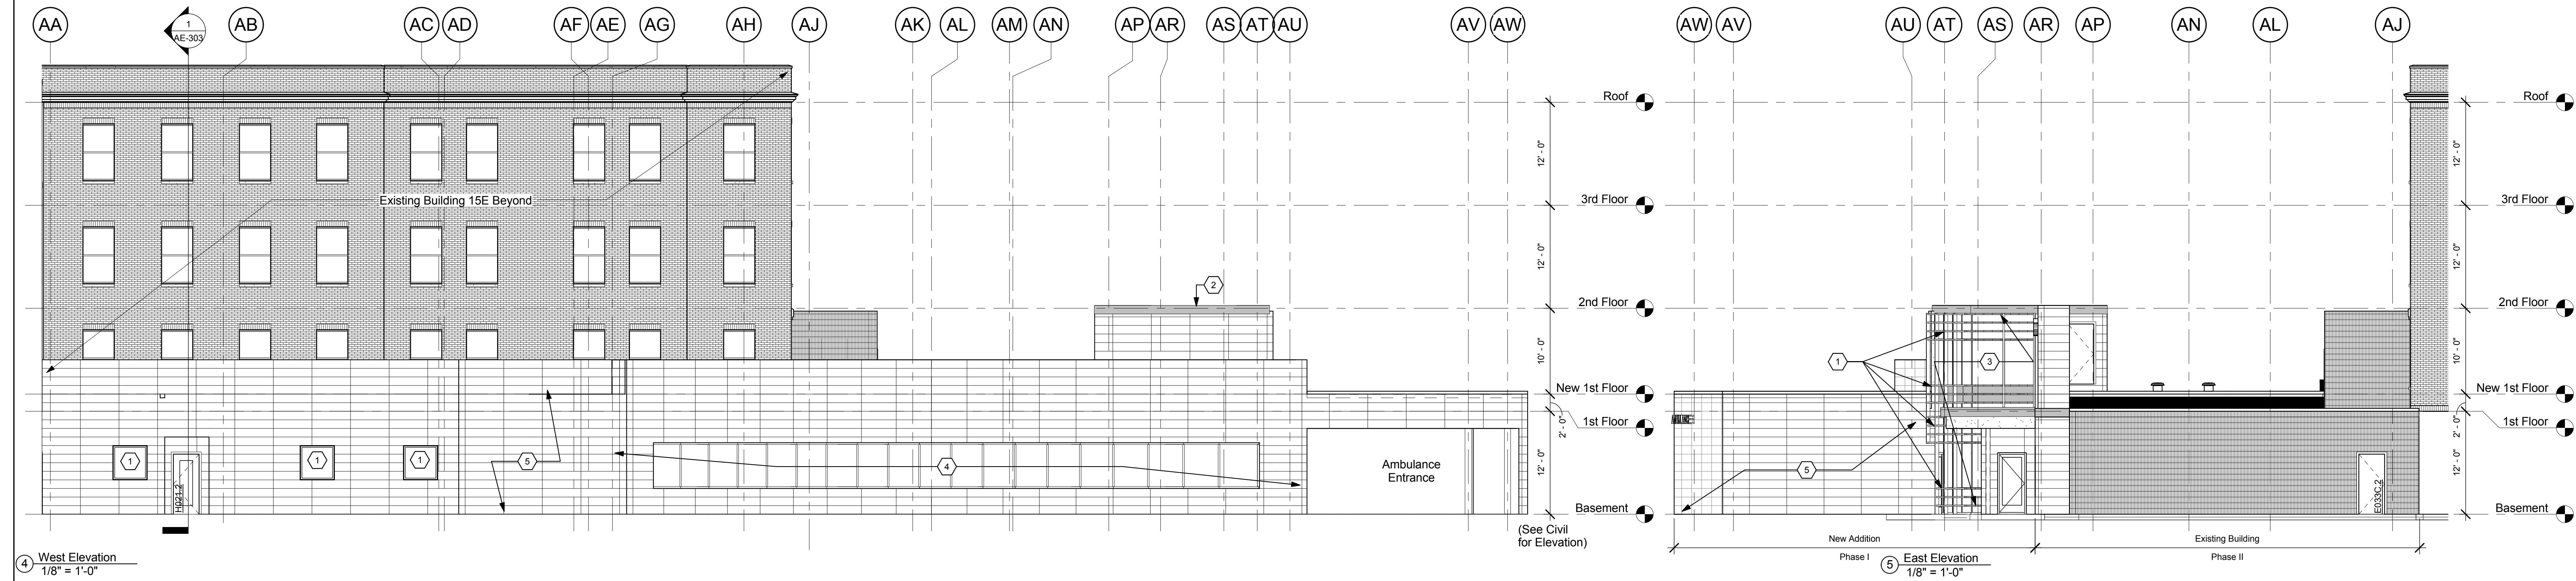 AA
1
AE-303
AB
AC
AD
AF
AE
AG
AH
AJ
AK
AL
AM
AN
AP
AR
AS
AT
AU
AV
AW
Existing Building 15E Beyond
2
1
H021.2
1
1
5
4
Ambulance
Entrance
Roof
3rd Floor
2nd Floor
New 1st Floor
1st Floor
Basement
(See Civil
for Elevation)
12' - 0"
12' - 0"
10' - 0"
2' - 0"
12' - 0"
4
West Elevation
1/8" = 1'-0"
AW
AV
AU
AT
AS
AR
AP
AN
AL
AJ
1
3
5
E033C.2
Roof
3rd Floor
2nd Floor
New 1st Floor
1st Floor
Basement
12' - 0"
12' - 0"
10' - 0"
2' - 0"
12' - 0"
New Addition
Existing Building
Phase I
Phase II
5
East Elevation
1/8" = 1'-0"